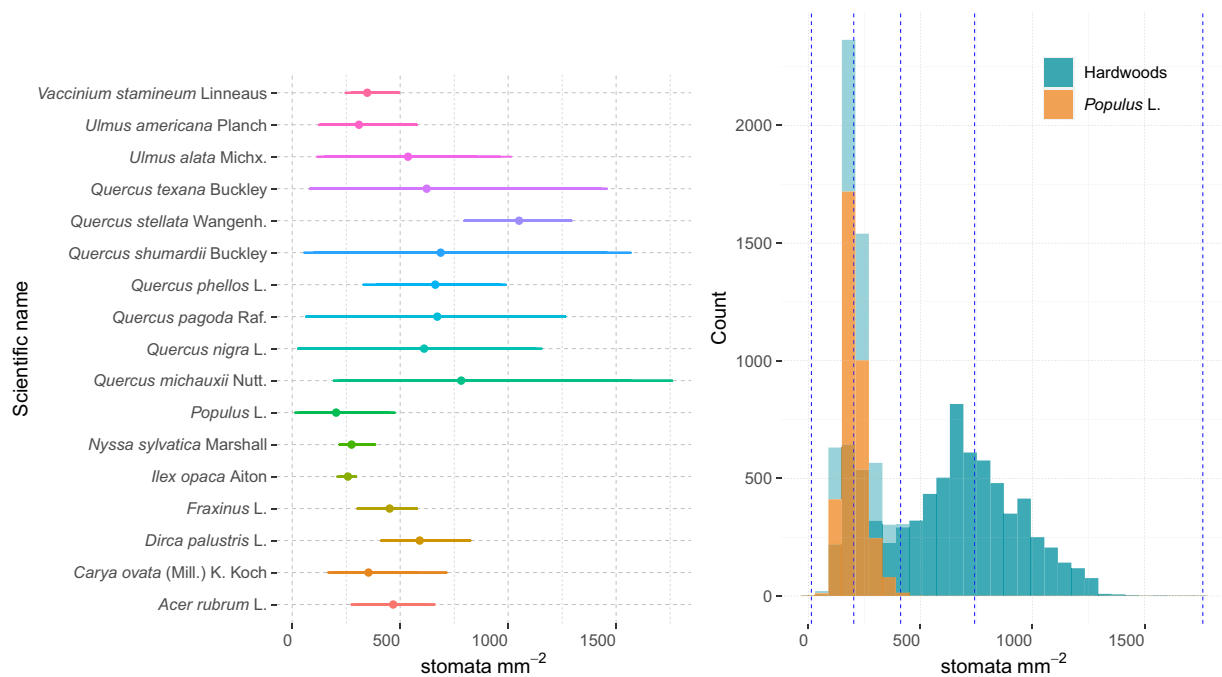 Scientific name
Vaccinium stamineum Linneaus
Ulmus americana Planch
Ulmus alata Michx.
Quercus texana Buckley
Quercus stellata Wangenh.
Quercus shumardii Buckley
Quercus phellos L.
Quercus pagoda Raf.
Quercus nigra L.
Quercus michauxii Nutt.
Populus L.
Nyssa sylvatica Marshall
Ilex opaca Aiton
Fraxinus L.
Dirca palustris L.
Carya ovata (Mill.) K. Koch
Acer rubrum L.
0 500 1000 1500
stomata mm−2
Count
2000
1500
1000
500
0
Hardwoods
Populus L.
0 500 1000 1500
stomata mm−2